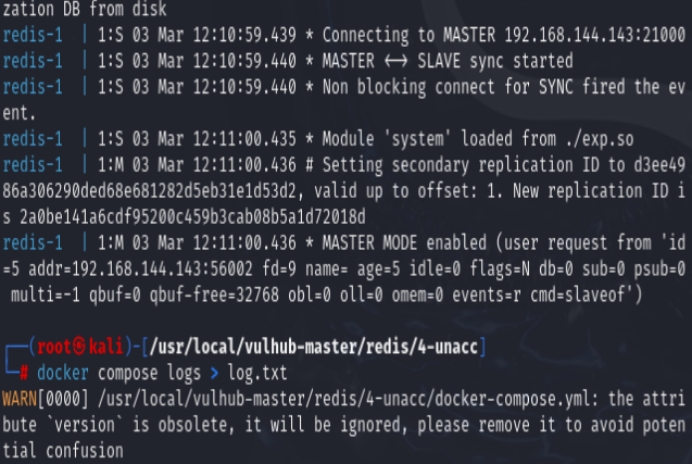 zation DB from disk
redis-1  | 1:S 03 Mar 12:10:59.439 * Connecting to MASTER 192.168.144.143:21000
redis-1  | 1:S 03 Mar 12:10:59.440 * MASTER <-> SLAVE sync started
redis-1  | 1:S 03 Mar 12:10:59.440 * Non blocking connect for SYNC fired the ev
ent.
redis-1  | 1:S 03 Mar 12:11:00.435 * Module 'system' loaded from ./exp.so
redis-1  | 1:M 03 Mar 12:11:00.436 # Setting secondary replication ID to d3ee49
86a306290ded68e681282d5eb31e1d53d2, valid up to offset: 1. New replication ID i
s 2a0be141a6cdf95200c459b3cab08b5a1d72018d
redis-1  | 1:M 03 Mar 12:11:00.436 * MASTER MODE enabled (user request from 'id
=5 addr=192.168.144.143:56002 fd=9 name= age=5 idle=0 flags=N db=0 sub=0 psub=0
 multi=-1 qbuf=0 qbuf-free=32768 obl=0 oll=0 omem=0 events=r cmd=slaveof')
┌──(root㉿kali)-[/usr/local/vulhub-master/redis/4-unacc]
└─# docker compose logs > log.txt
WARN[0000] /usr/local/vulhub-master/redis/4-unacc/docker-compose.yml: the attri
bute `version` is obsolete, it will be ignored, please remove it to avoid poten
tial confusion